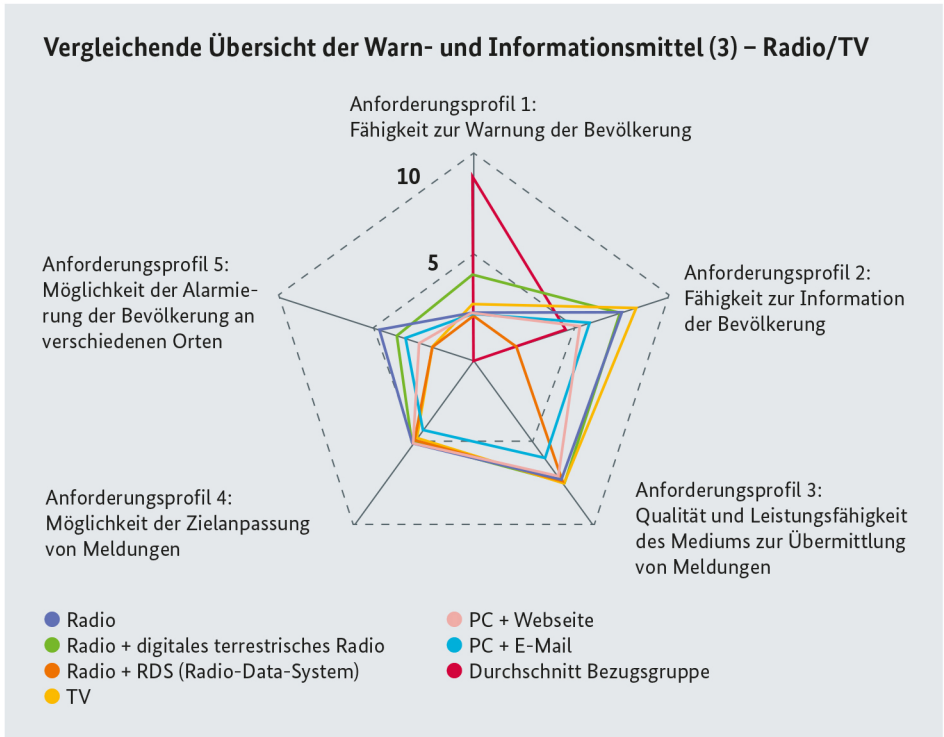 Vergleichende Übersicht der Warn- und Informationsmittel (3) – Radio/TV
Anforderungsprofil 1:
Fähigkeit zur Warnung der Bevölkerung
10
5
Anforderungsprofil 5:
Möglichkeit der Alarmie-
rung der Bevölkerung an
verschiedenen Orten
Anforderungsprofil 2:
Fähigkeit zur Information
der Bevölkerung
Anforderungsprofil 4:
Möglichkeit der Zielanpassung
von Meldungen
Anforderungsprofil 3:
Qualität und Leistungsfähigkeit
des Mediums zur Übermittlung
von Meldungen
Radio
Radio + digitales terrestrisches Radio
Radio + RDS (Radio-Data-System)
TV
PC + Webseite
PC + E-Mail
Durchschnitt Bezugsgruppe